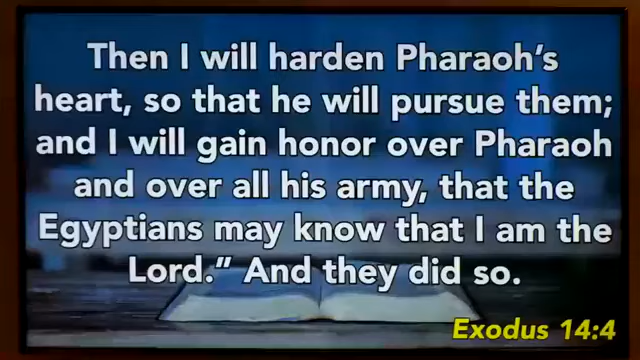 Then I will harden Pharaoh's
heart, so that he will pursue them;
and I will gain honor over Pharaoh
and over all his army, that the
Egyptians may know that I am the
Lord.” And they did so.
Exodus 14:4